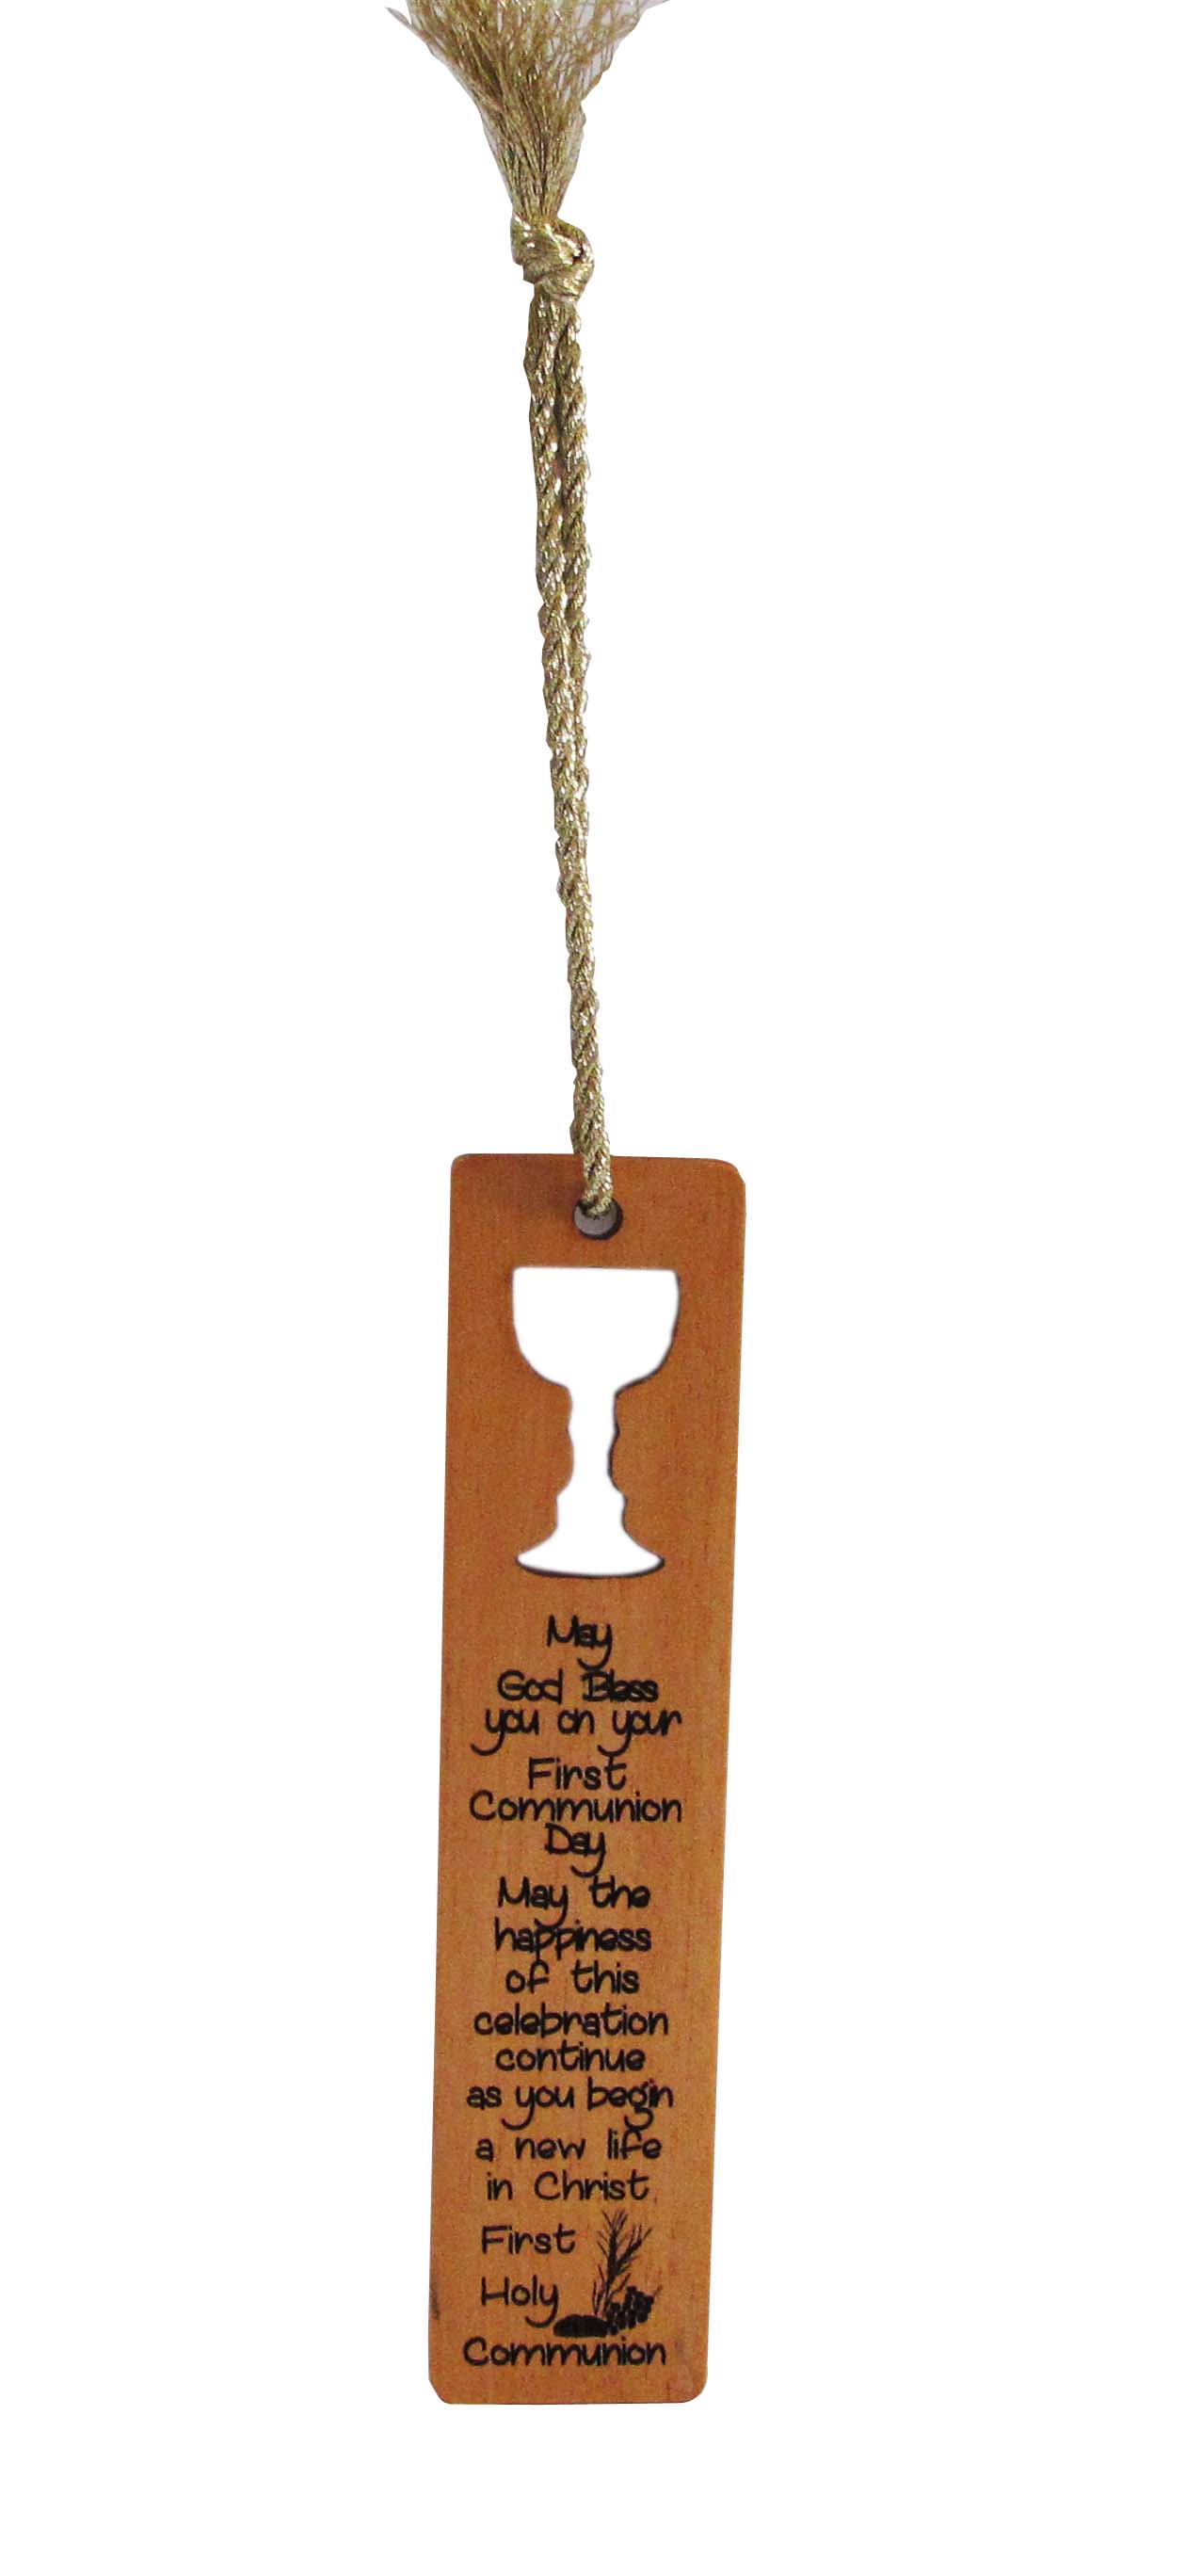 May
God Bless
you on your
First
Communion
Day
May the
happiness
of this
celebration
continue
as you begin
a new life
in Christ
First
Holy
Communion